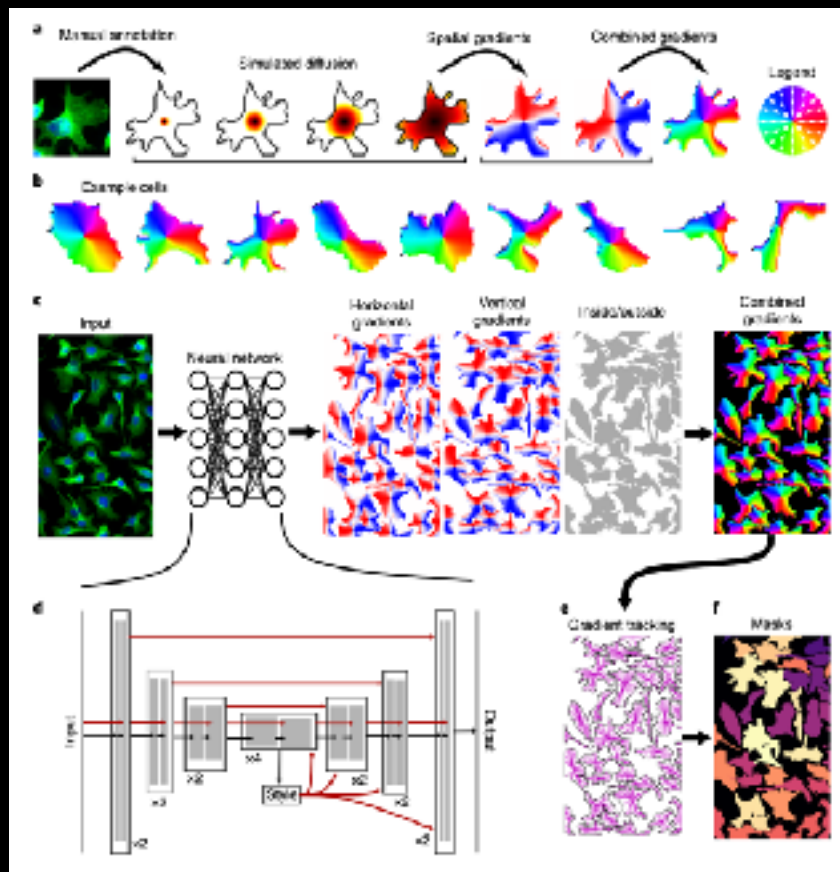 a
Manual annotation
Simulated diffusion
Spatial gradients
Combined gradients
Legend
b
Example cells
c
Input
Neural network
Horizontal
gradients
Vertical
gradients
Inside/outside
Combined
gradients
d
Input
x2
Style
Output
e
Gradient tracking
f
Masks